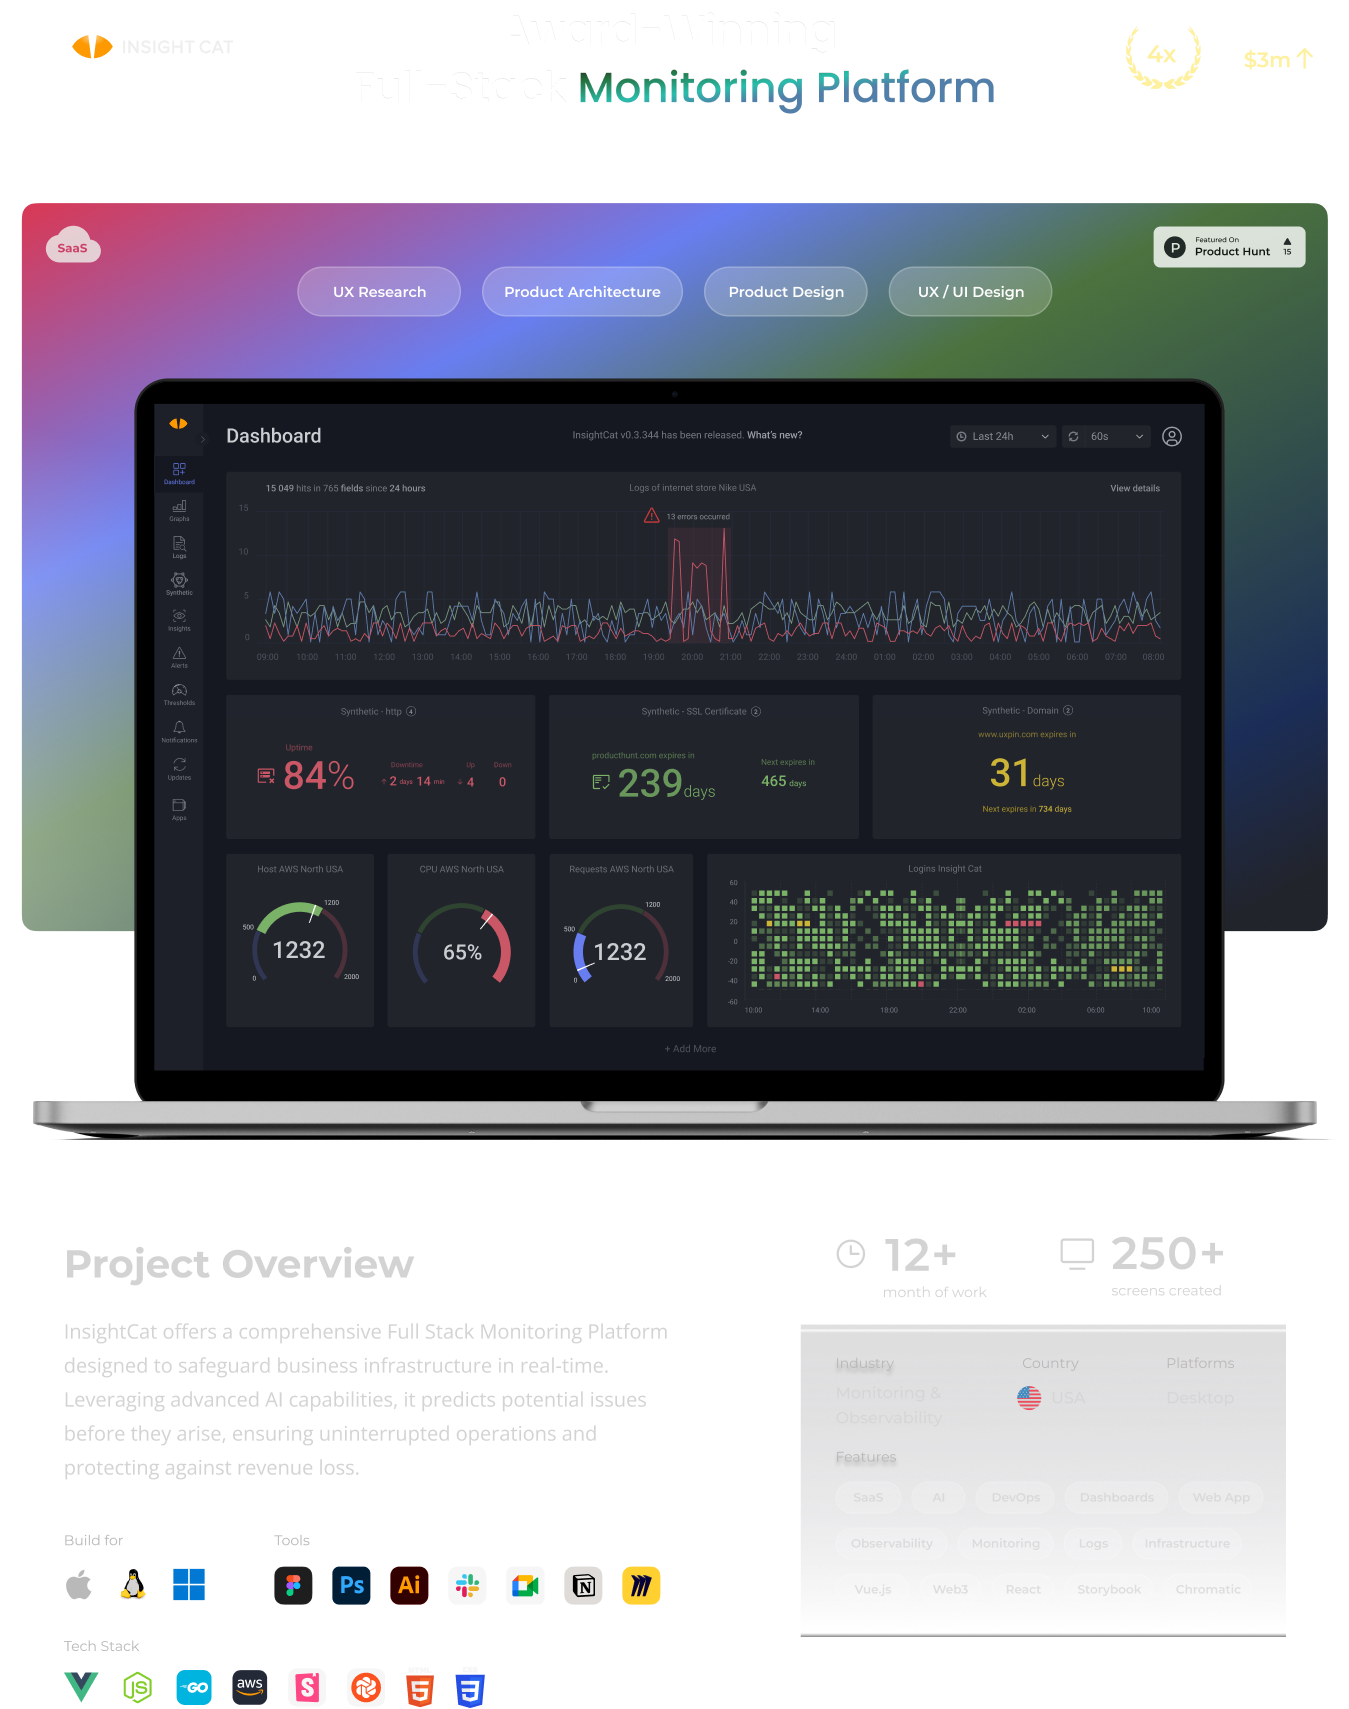 INSIGHT CAT
Award-Winning
Full-Stack Monitoring Platform
4x
$3m
SaaS
Featured On
P
Product Hunt
15
UX Research
Product Architecture
Product Design
UX / UI Design
Dashboard
InsightCat v0.3.344 has been released. What's new?
Last 24h
60s
Dashboard
Graphs
Logs
Synthetic
Insights
Alerts
Thresholds
Notifications
Updates
Apps
15 049 hits in 765 fields since 24 hours
Logs of internet store Nike USA
View details
13 errors occurred
15
10
5
0
09:00 10:00 11:00 12:00 13:00 14:00 15:00 16:00 17:00 18:00 19:00 20:00 21:00 22:00 23:00 24:00 01:00 02:00 03:00 04:00 05:00 06:00 07:00 08:00
Synthetic - http 4
Uptime
84%
Downtime
2 days 14 min
Up
4
Down
0
Synthetic - SSL Certificate 2
producthunt.com expires in
239 days
Next expires in
465 days
Synthetic - Domain 2
www.uxpin.com expires in
31 days
Next expires in 734 days
Host AWS North USA
1200
500
1232
0
2000
CPU AWS North USA
65%
Requests AWS North USA
1200
500
1232
0
2000
Logins Insight Cat
60
40
20
0
-20
-40
-60
10:00 14:00 18:00 22:00 02:00 06:00 10:00
+ Add More
Project Overview
InsightCat offers a comprehensive Full Stack Monitoring Platform
designed to safeguard business infrastructure in real-time.
Leveraging advanced AI capabilities, it predicts potential issues
before they arise, ensuring uninterrupted operations and
protecting against revenue loss.
12+
month of work
250+
screens created
Industry
Monitoring &
Observability
Country
USA
Platforms
Desktop
Features
SaaS AI DevOps Dashboards Web App
Observability Monitoring Logs Infrastructure
Vue.js Web3 React Storybook Chromatic
Build for
Tools
Ps
Ai
N
Tech Stack
JS
GO
aws
S
5
3